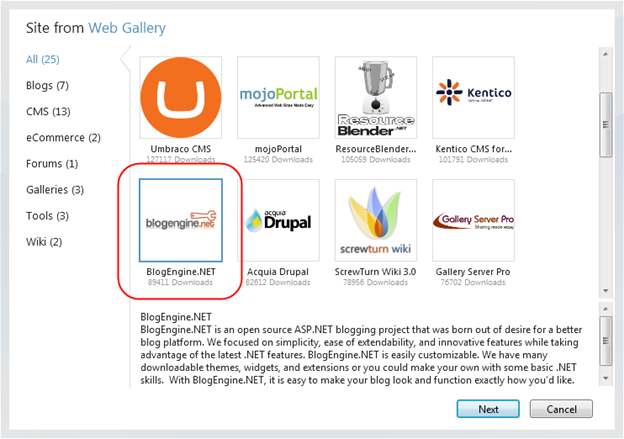 Site from Web Gallery
All (25)
Blogs (7)
CMS (13)
eCommerce (2)
Forums (1)
Galleries (3)
Tools (3)
Wiki (2)
Umbraco CMS
127117 Downloads
mojoPortal
Advanced Web Sites Made Easy
mojoPortal
125420 Downloads
Resource
Blender.NET
ResourceBlender...
105059 Downloads
Kentico
CMS for ASP.NET
Kentico CMS for...
101791 Downloads
blogengine.net
BlogEngine.NET
89411 Downloads
acquia
Drupal
Acquia Drupal
82612 Downloads
screwturn wiki
ScrewTurn Wiki 3.0
78956 Downloads
Gallery Server Pro
Sharing made easy
Gallery Server Pro
76702 Downloads
BlogEngine.NET
BlogEngine.NET is an open source ASP.NET blogging project that was born out of desire for a better
blog platform. We focused on simplicity, ease of extendability, and innovative features while taking
advantage of the latest .NET features. BlogEngine.NET is easily customizable. We have many
downloadable themes, widgets, and extensions or you could make your own with some basic .NET
skills. With BlogEngine.NET, it is easy to make your blog look and function exactly how you'd like.
Next
Cancel